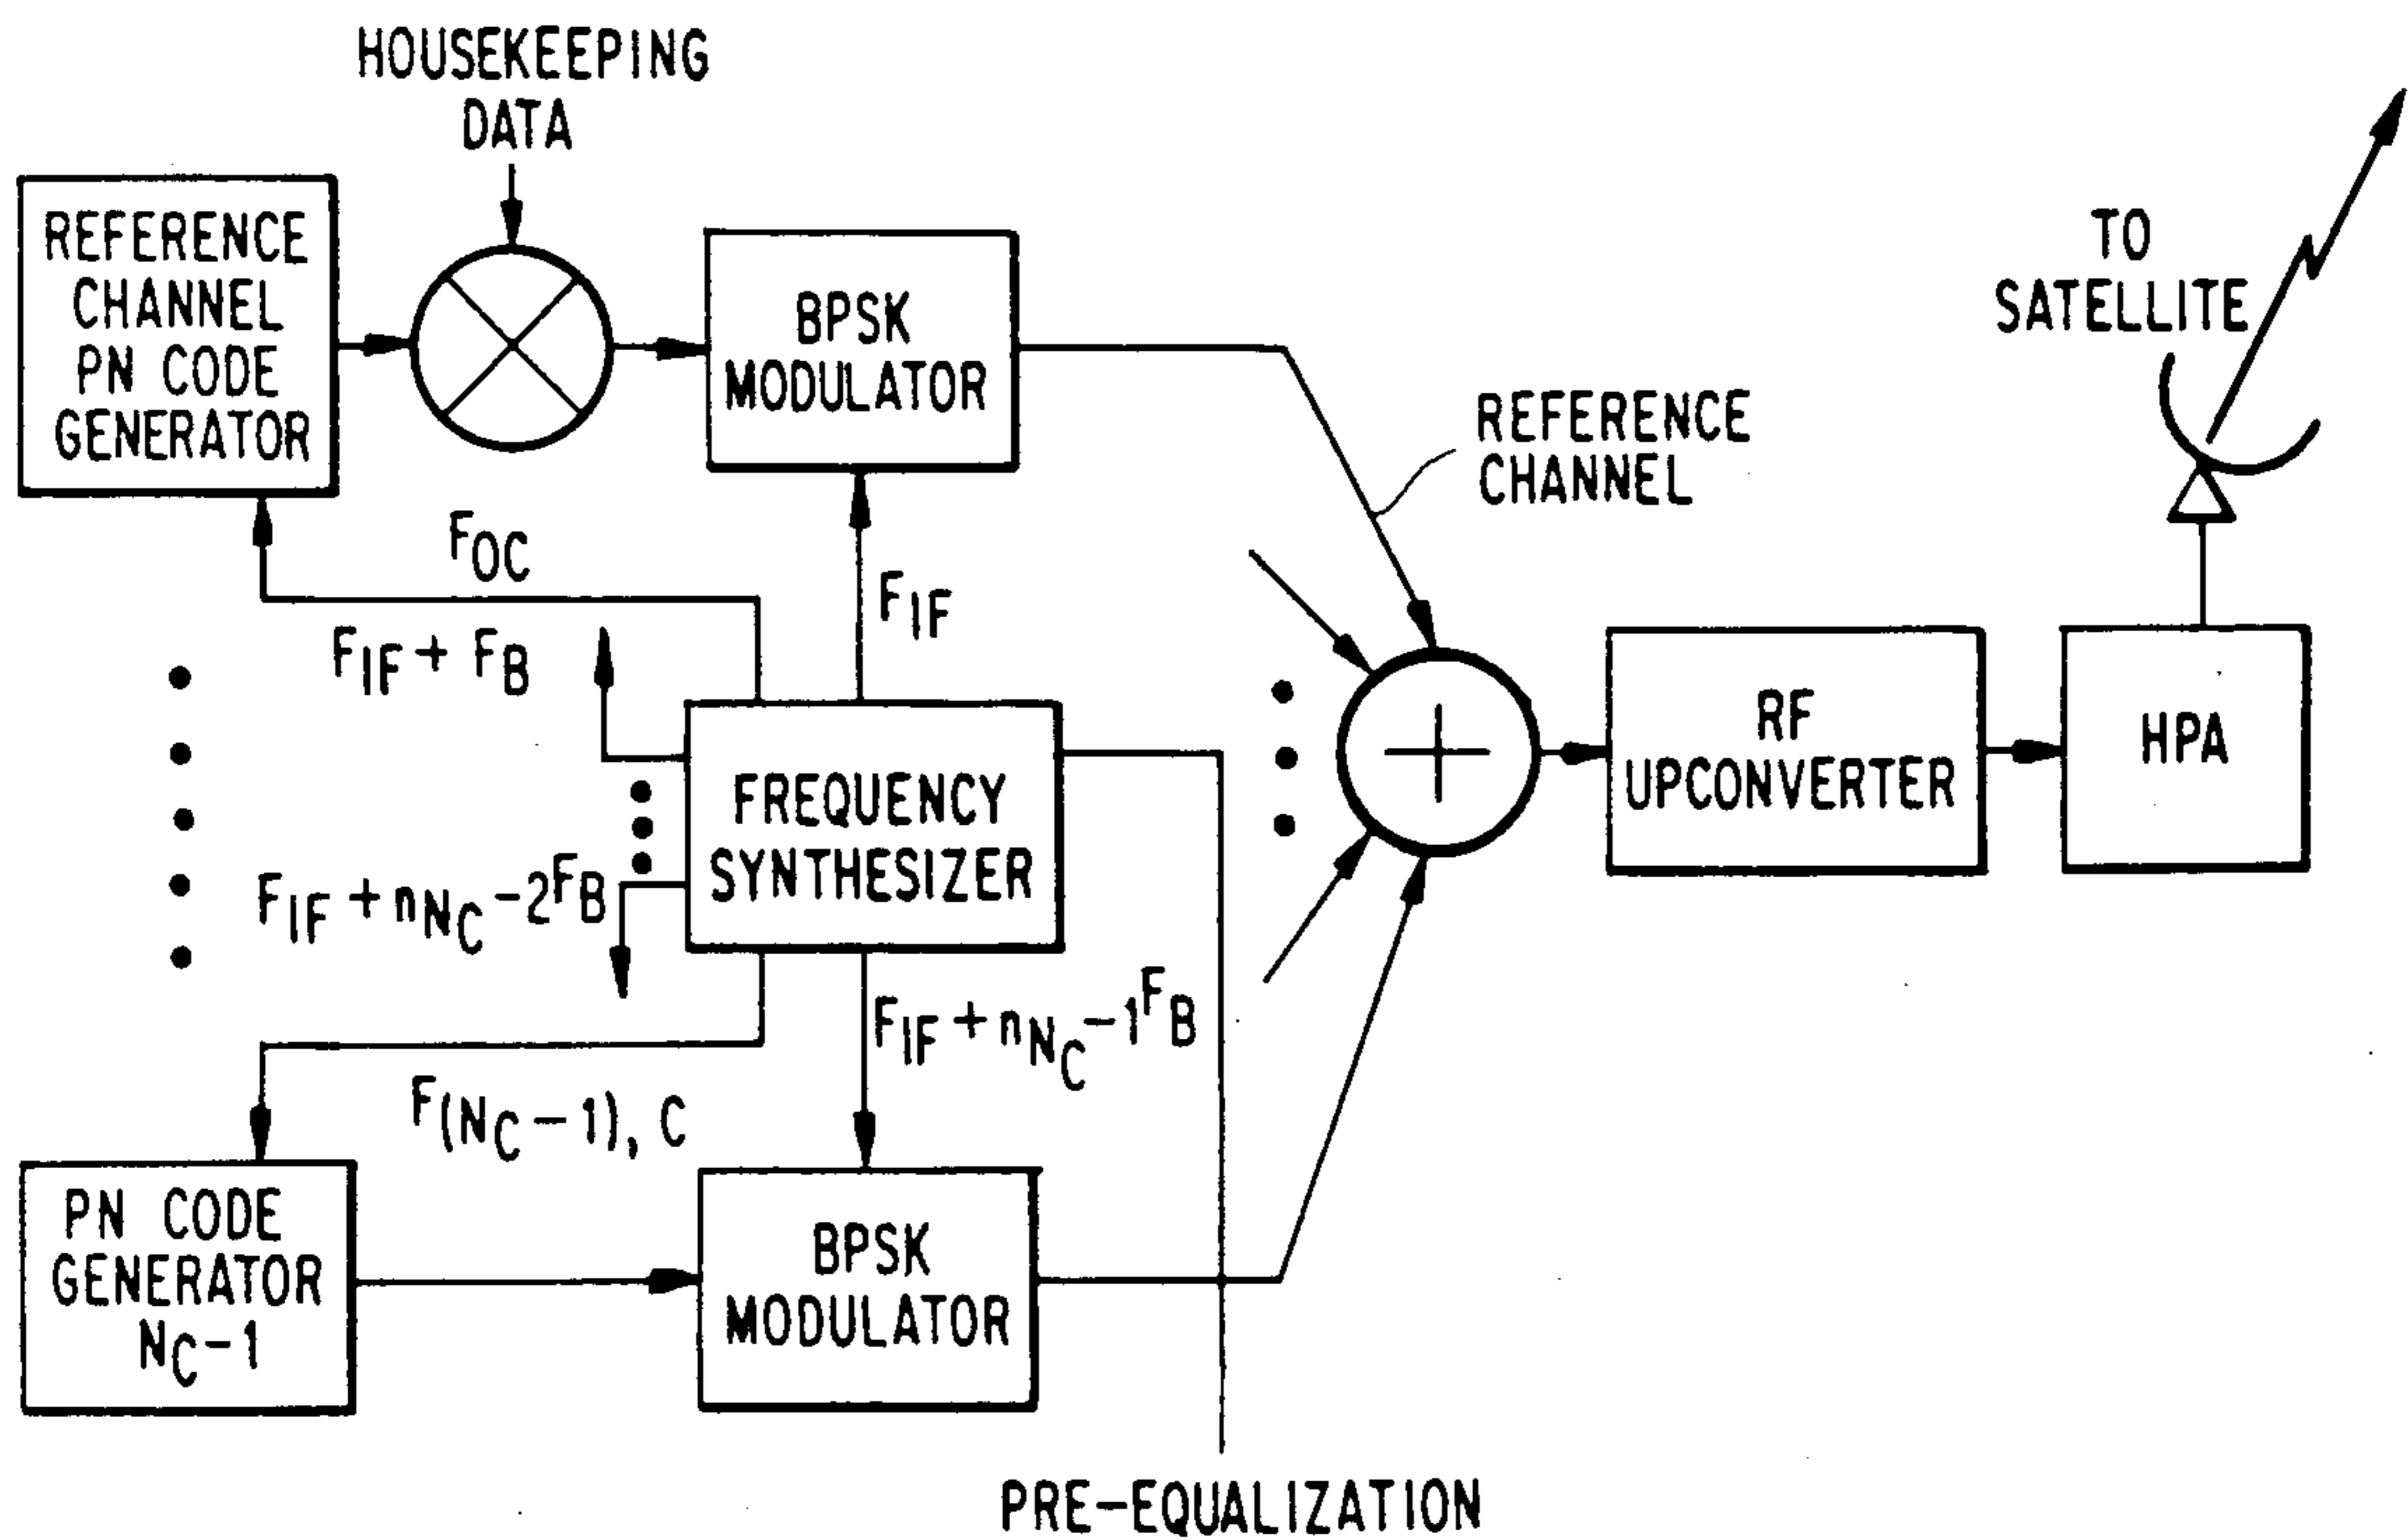 HOUSEKEEPING
DATA
REFERENCE
CHANNEL
PN CODE
GENERATOR
BPSK
MODULATOR
TO
SATELLITE
REFERENCE
CHANNEL
FOC
FIF
FIF + FB
FREQUENCY
SYNTHESIZER
RF
UPCONVERTER
HPA
FIF + nNC-2FB
FIF + nNC-1FB
F(NC-1), C
PN CODE
GENERATOR
NC-1
BPSK
MODULATOR
PRE-EQUALIZATION